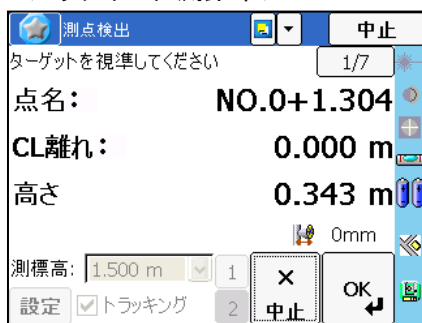 測点検出
中止
ターゲットを視準してください
1/7
点名：
NO.0+1.304
CL離れ：
0.000 m
高さ
0.343 m
0mm
測標高:
1.500 m
1
×
中止
OK
設定
トラッキング
2